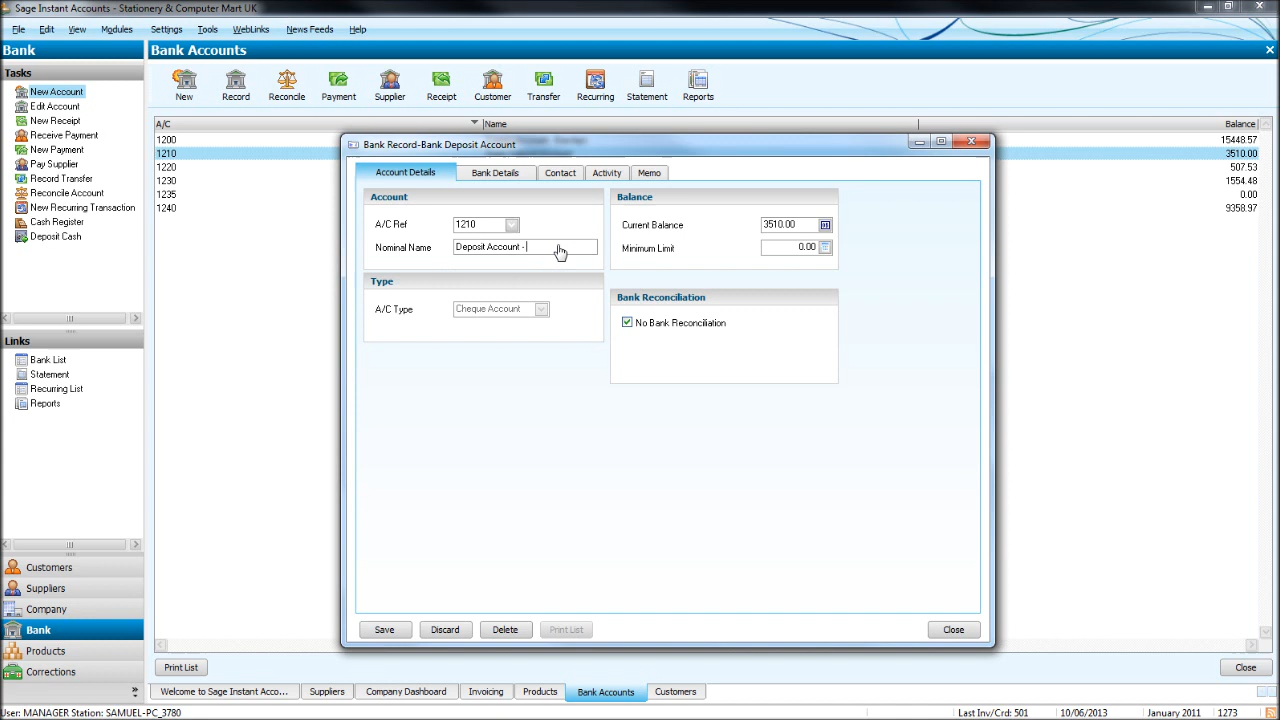 Sage Instant Accounts - Stationery & Computer Mart UK
File Edit View Modules Settings Tools WebLinks News Feeds Help
Bank
Bank Accounts
Tasks
New Account
Edit Account
New Receipt
Receive Payment
New Payment
Pay Supplier
Record Transfer
Reconcile Account
New Recurring Transaction
Cash Register
Deposit Cash
New Record Reconcile Payment Supplier Receipt Customer Transfer Recurring Statement Reports
A/C Name Balance
1200 15448.57
1210 3510.00
1220 507.53
1230 1554.48
1235 0.00
1240 9358.97
Bank Record-Bank Deposit Account
Account Details Bank Details Contact Activity Memo
Account
A/C Ref 1210
Nominal Name Deposit Account -
Type
A/C Type Cheque Account
Balance
Current Balance 3510.00
Minimum Limit 0.00
Bank Reconciliation
No Bank Reconciliation
Save Discard Delete Print List Close
Links
Bank List
Statement
Recurring List
Reports
Customers
Suppliers
Company
Bank
Products
Corrections
Print List Close
Welcome to Sage Instant Acco... Suppliers Company Dashboard Invoicing Products Bank Accounts Customers
User: MANAGER Station: SAMUEL-PC_3780 Last Inv/Crd: 501 10/06/2013 January 2011 1273